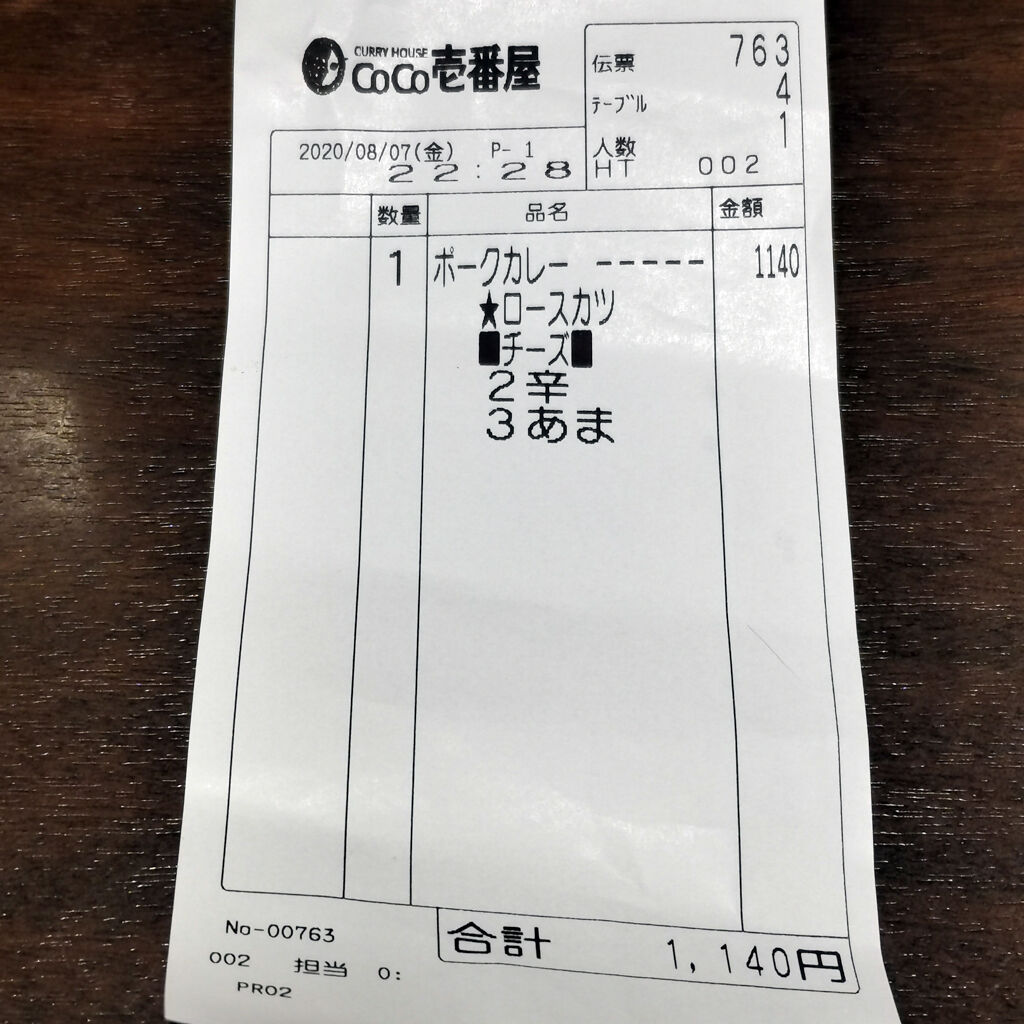 CURRY HOUSE
CoCo壱番屋
伝票 763
テーブル 4
人数 1
2020/08/07(金) P- 1
22:28
HT 002
数量 品名 金額
1 ポークカレー ----- 1140
★ロースカツ
■チーズ■
2辛
3あま
合計 1,140円
No-00763
002 担当 0:
PR02